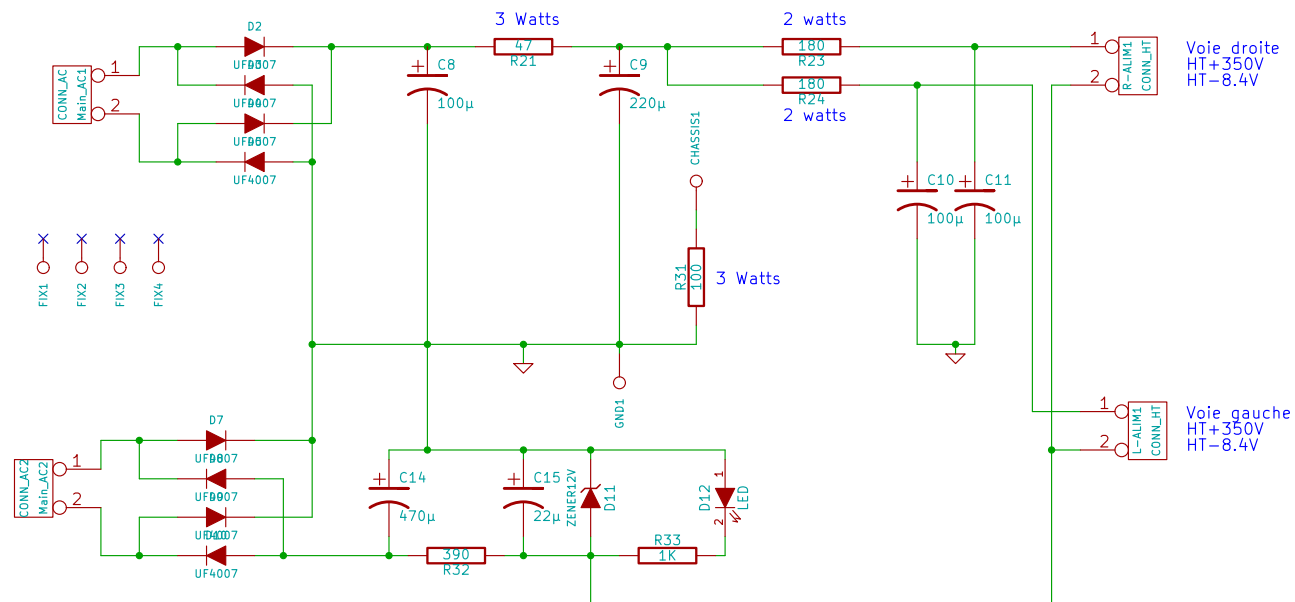 3 Watts
2 watts
D2
47
R21
180
R23
1
2
R-ALIM1
CONN_HT
Voie droite
HT+350V
HT-8.4V
CONN_AC
Main_AC1
1
2
UF4007
C8
100µ
C9
220µ
180
R24
2 watts
CHASSIS1
C10
100µ
C11
100µ
R31
100
3 Watts
FIX1
FIX2
FIX3
FIX4
GND1
1
2
L-ALIM1
CONN_HT
Voie gauche
HT+350V
HT-8.4V
D7
CONN_AC2
Main_AC2
1
2
UF4007
C14
470µ
C15
22µ
ZENER12V
D11
D12
LED
1
2
390
R32
R33
1K